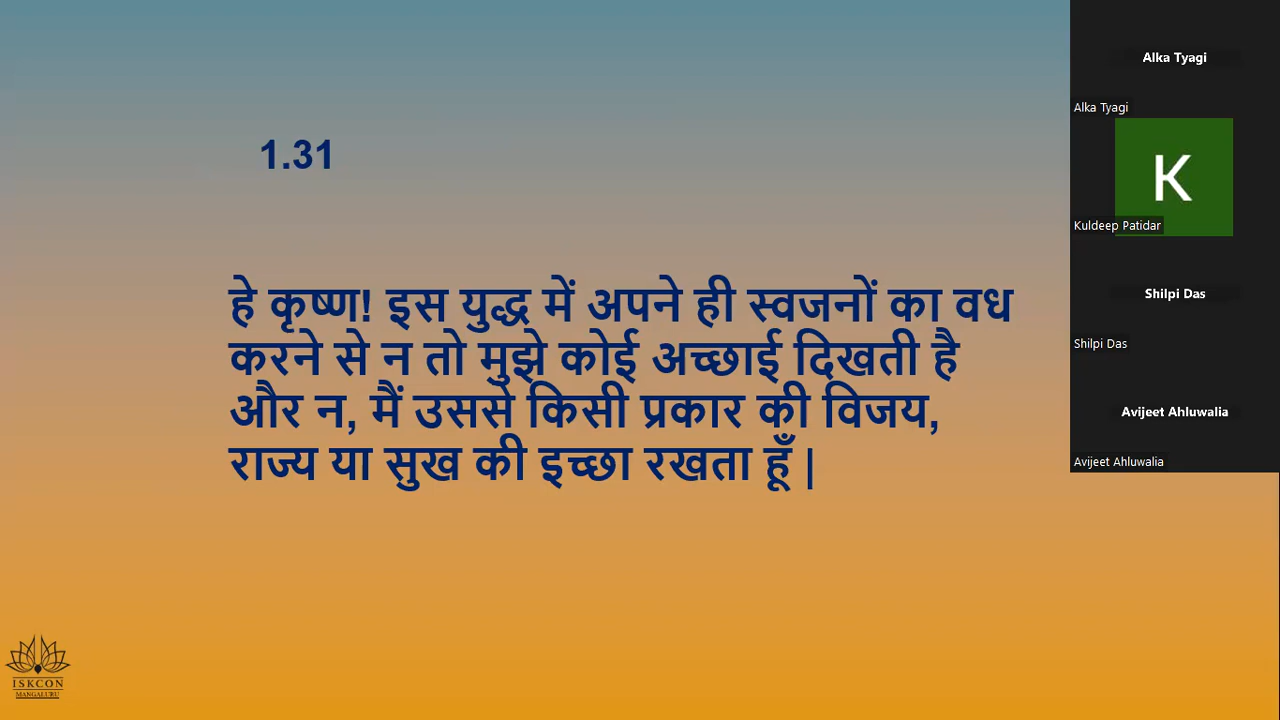 1.31
हे कृष्ण! इस युद्ध में अपने ही स्वजनों का वध
करने से न तो मुझे कोई अच्छाई दिखती है
और न, मैं उससे किसी प्रकार की विजय,
राज्य या सुख की इच्छा रखता हूँ |
ISKCON
MANGALURU
Alka Tyagi
Alka Tyagi
K
Kuldeep Patidar
Shilpi Das
Shilpi Das
Avijeet Ahluwalia
Avijeet Ahluwalia